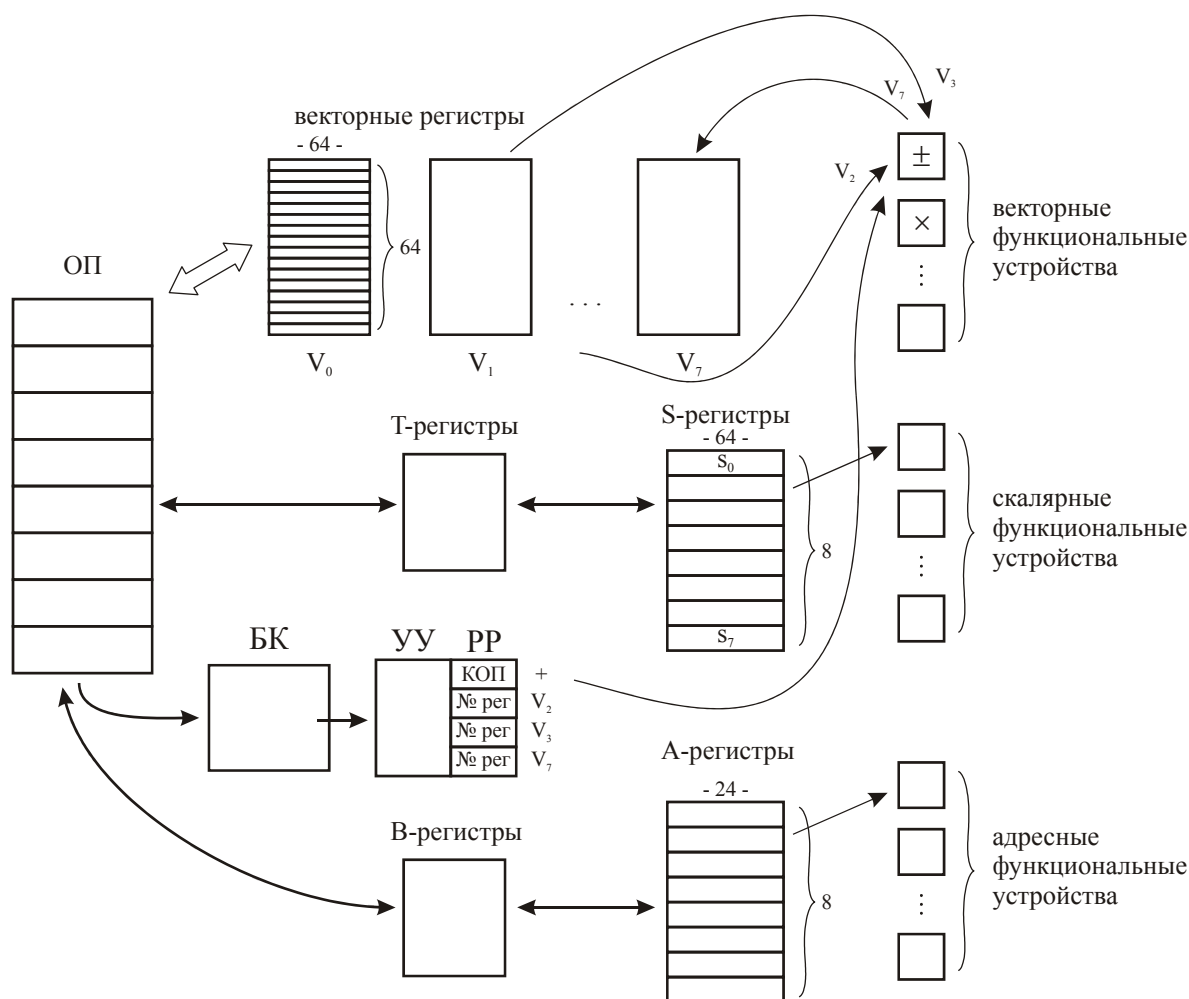 V₃
V₇
векторные регистры
- 64 -
±
V₂
×
векторные
функциональные
устройства
64
ОП
. . .
V₀
V₁
V₇
Т-регистры
S-регистры
- 64 -
S₀
8
S₇
скалярные
функциональные
устройства
БК
УУ
РР
КОП
+
№ рег
V₂
№ рег
V₃
№ рег
V₇
А-регистры
- 24 -
8
В-регистры
адресные
функциональные
устройства